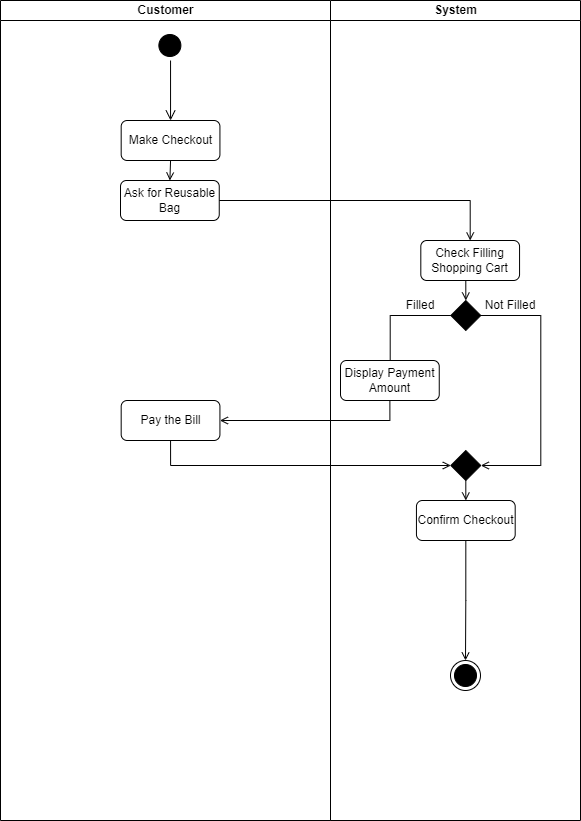 Customer
System
Make Checkout
Ask for Reusable
Bag
Check Filling
Shopping Cart
Filled
Not Filled
Display Payment
Amount
Pay the Bill
Confirm Checkout